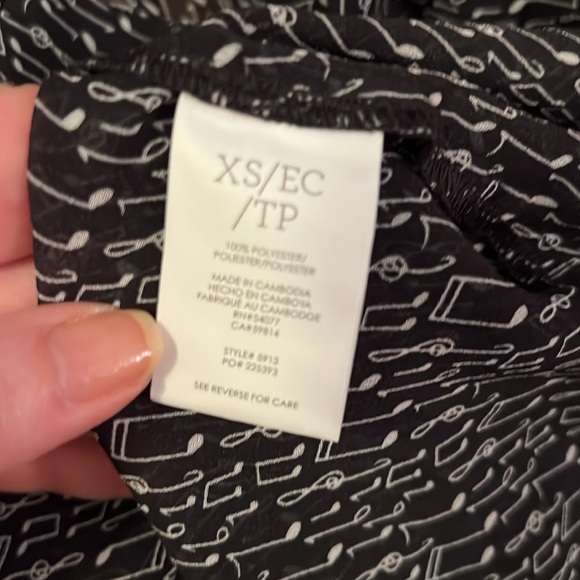 XS/EC
/TP
100% POLYESTER/
POLIESTER/POLYESTER
MADE IN CAMBODIA
HECHO EN CAMBOYA
FABRIQUÉ AU CAMBODGE
RN#54077
CA#59814
STYLE# 5913
PO# 225393
SEE REVERSE FOR CARE